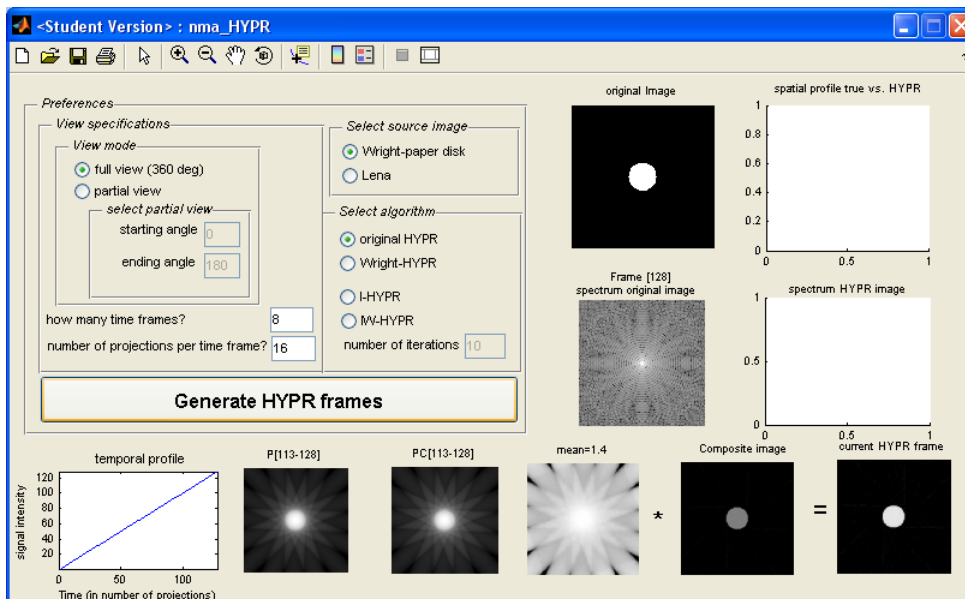 <Student Version> : nma_HYPR
Preferences
View specifications
View mode
full view (360 deg)
partial view
select partial view
starting angle 0
ending angle 180
how many time frames? 8
number of projections per time frame? 16
Select source image
Wright-paper disk
Lena
Select algorithm
original HYPR
Wright-HYPR
I-HYPR
IW-HYPR
number of iterations 10
Generate HYPR frames
original Image
spatial profile true vs. HYPR
1
0.8
0.6
0.4
0.2
0
0 0.5 1
Frame [128]
spectrum original image
spectrum HYPR image
1
0.5
0
0 0.5 1
temporal profile
signal intensity
120
100
80
60
40
20
0 50 100
Time (in number of projections)
P[113-128]
PC[113-128]
mean=1.4
*
Composite image
=
current HYPR frame